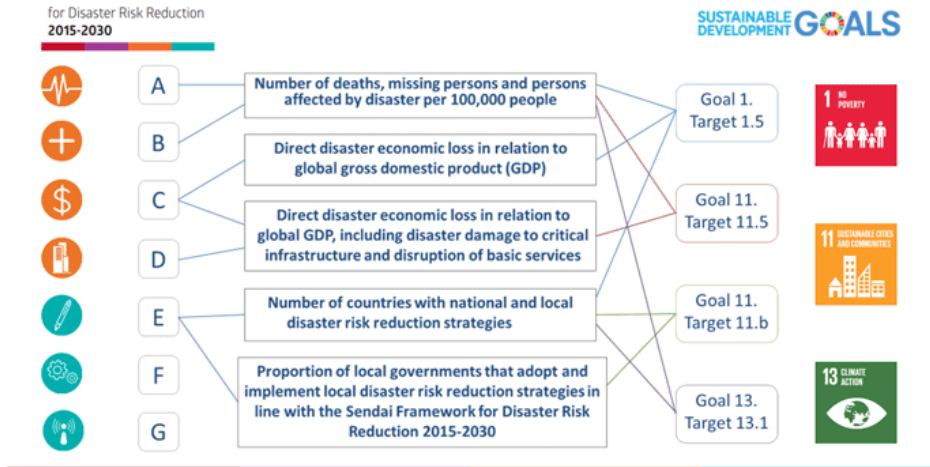 for Disaster Risk Reduction
2015-2030
SUSTAINABLE
DEVELOPMENT
GOALS
A
B
C
D
E
F
G
Number of deaths, missing persons and persons
affected by disaster per 100,000 people
Direct disaster economic loss in relation to
global gross domestic product (GDP)
Direct disaster economic loss in relation to
global GDP, including disaster damage to critical
infrastructure and disruption of basic services
Number of countries with national and local
disaster risk reduction strategies
Proportion of local governments that adopt and
implement local disaster risk reduction strategies in
line with the Sendai Framework for Disaster Risk
Reduction 2015-2030
Goal 1.
Target 1.5
Goal 11.
Target 11.5
Goal 11.
Target 11.b
Goal 13.
Target 13.1
1 NO
POVERTY
11 SUSTAINABLE CITIES
AND COMMUNITIES
13 CLIMATE
ACTION